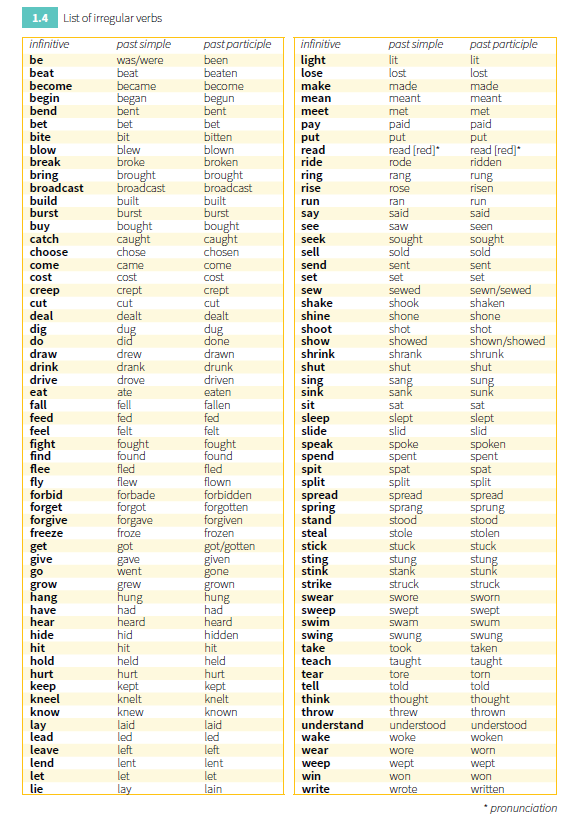 1.4 List of irregular verbs
infinitive past simple past participle
be was/were been
beat beat beaten
become became become
begin began begun
bend bent bent
bet bet bet
bite bit bitten
blow blew blown
break broke broken
bring brought brought
broadcast broadcast broadcast
build built built
burst burst burst
buy bought bought
catch caught caught
choose chose chosen
come came come
cost cost cost
creep crept crept
cut cut cut
deal dealt dealt
dig dug dug
do did done
draw drew drawn
drink drank drunk
drive drove driven
eat ate eaten
fall fell fallen
feed fed fed
feel felt felt
fight fought fought
find found found
flee fled fled
fly flew flown
forbid forbade forbidden
forget forgot forgotten
forgive forgave forgiven
freeze froze frozen
get got got/gotten
give gave given
go went gone
grow grew grown
hang hung hung
have had had
hear heard heard
hide hid hidden
hit hit hit
hold held held
hurt hurt hurt
keep kept kept
kneel knelt knelt
know knew known
lay laid laid
lead led led
leave left left
lend lent lent
let let let
lie lay lain
infinitive past simple past participle
light lit lit
lose lost lost
make made made
mean meant meant
meet met met
pay paid paid
put put put
read read [red]* read [red]*
ride rode ridden
ring rang rung
rise rose risen
run ran run
say said said
see saw seen
seek sought sought
sell sold sold
send sent sent
set set set
sew sewed sewn/sewed
shake shook shaken
shine shone shone
shoot shot shot
show showed shown/showed
shrink shrank shrunk
shut shut shut
sing sang sung
sink sank sunk
sit sat sat
sleep slept slept
slide slid slid
speak spoke spoken
spend spent spent
spit spat spat
split split split
spread spread spread
spring sprang sprung
stand stood stood
steal stole stolen
stick stuck stuck
sting stung stung
stink stank stunk
strike struck struck
swear swore sworn
sweep swept swept
swim swam swum
swing swung swung
take took taken
teach taught taught
tear tore torn
tell told told
think thought thought
throw threw thrown
understand understood understood
wake woke woken
wear wore worn
weep wept wept
win won won
write wrote written
* pronunciation